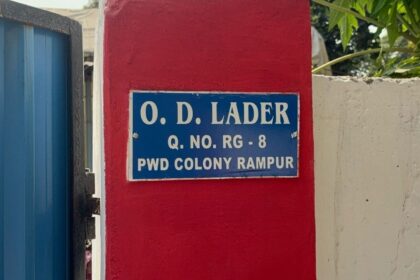 O. D. LADER
Q. NO. RG - 8
PWD COLONY RAMPUR